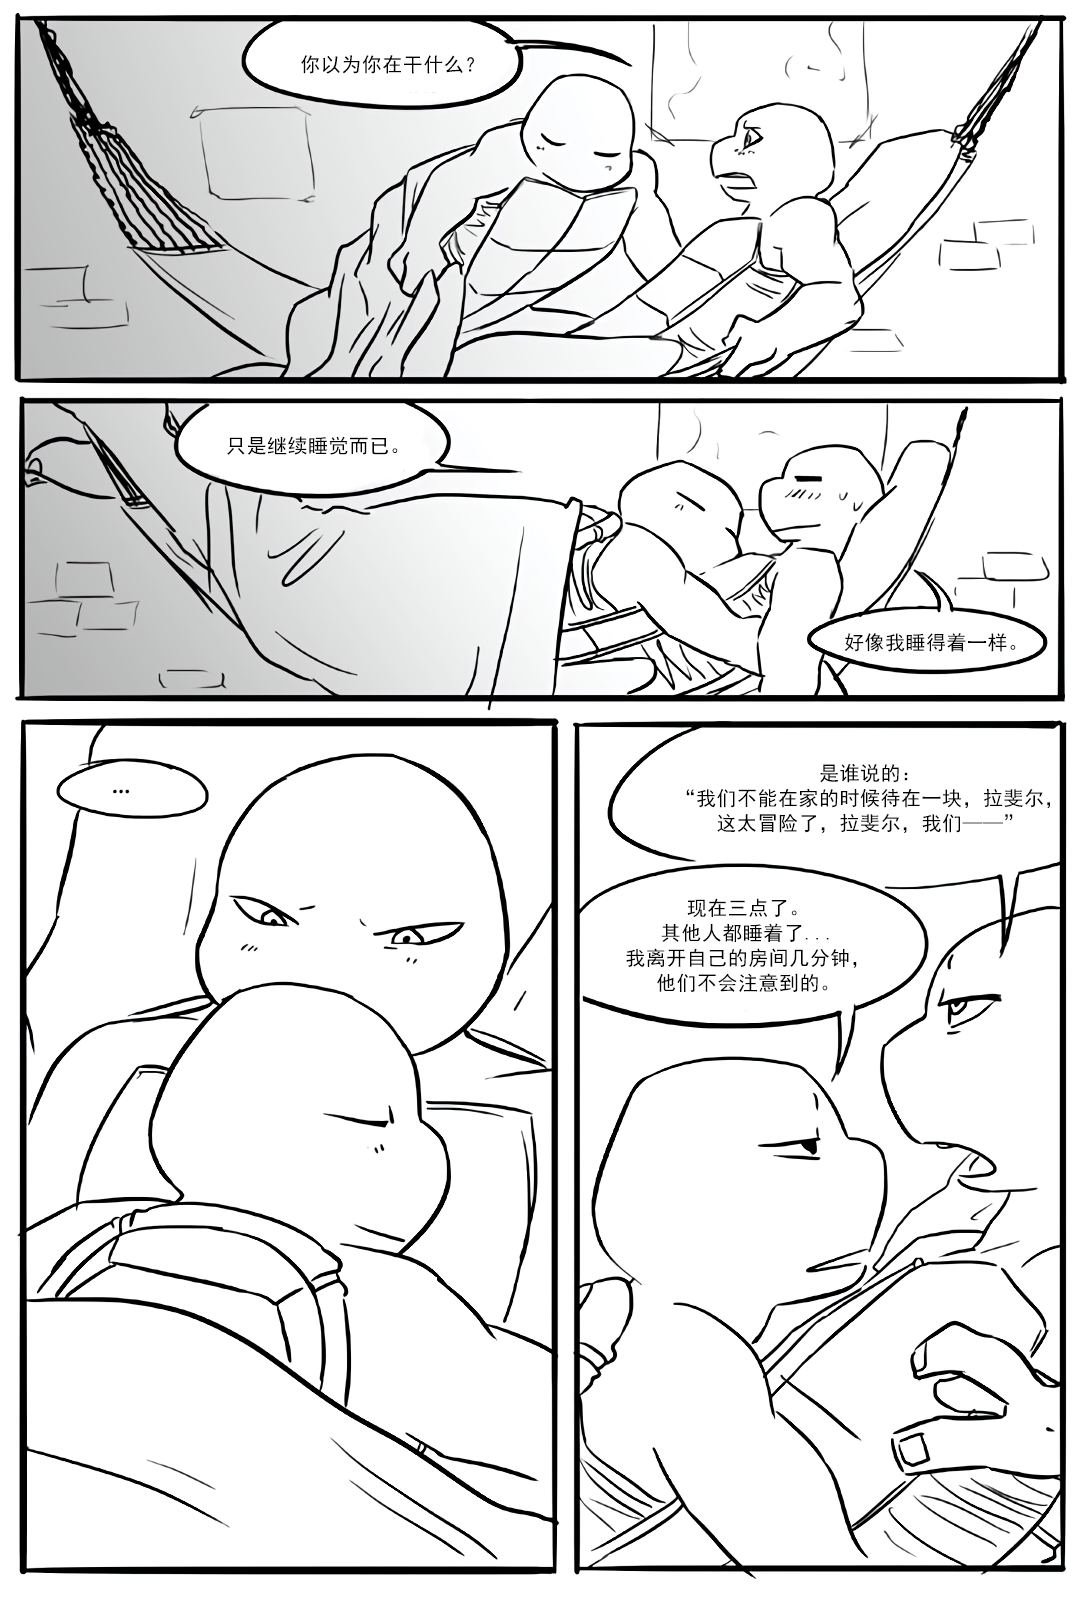 你以为你在干什么？
只是继续睡觉而已。
好像我睡得着一样。
...
是谁说的：
“我们不能在家的时候待在一块，拉斐尔，
这太冒险了，拉斐尔，我们——”
现在三点了。
其他人都睡着了...
我离开自己的房间几分钟，
他们不会注意到的。